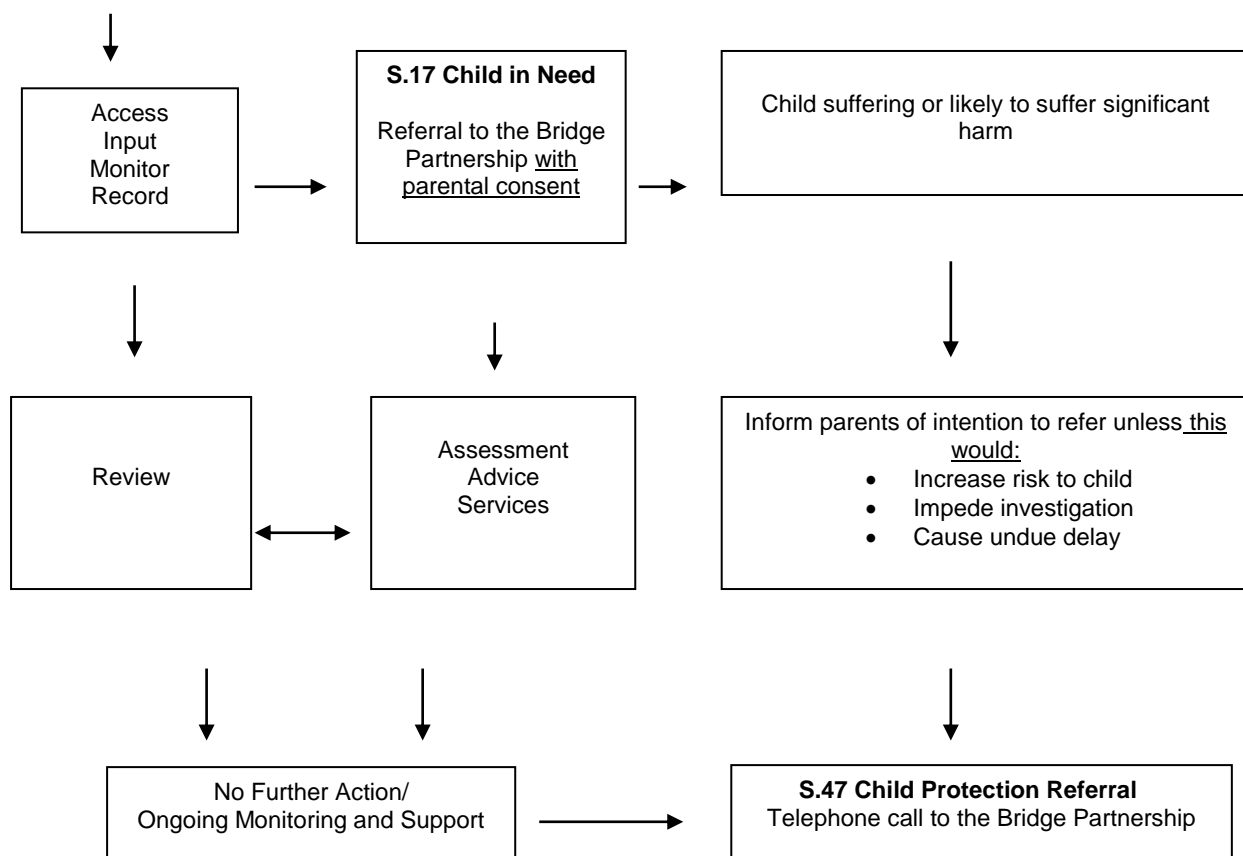 Access
Input
Monitor
Record
S.17 Child in Need
Referral to the Bridge
Partnership with
parental consent
Child suffering or likely to suffer significant
harm
Review
Assessment
Advice
Services
Inform parents of intention to refer unless this
would:
• Increase risk to child
• Impede investigation
• Cause undue delay
No Further Action/
Ongoing Monitoring and Support
S.47 Child Protection Referral
Telephone call to the Bridge Partnership